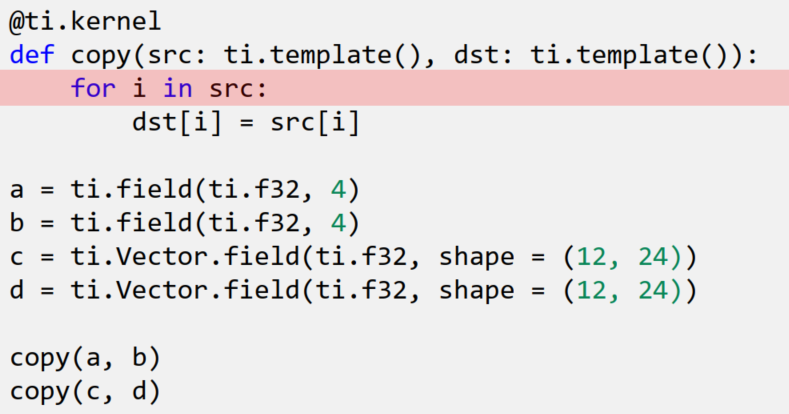 @ti.kernel
def copy(src: ti.template(), dst: ti.template()):
    for i in src:
        dst[i] = src[i]

a = ti.field(ti.f32, 4)
b = ti.field(ti.f32, 4)
c = ti.Vector.field(ti.f32, shape = (12, 24))
d = ti.Vector.field(ti.f32, shape = (12, 24))

copy(a, b)
copy(c, d)